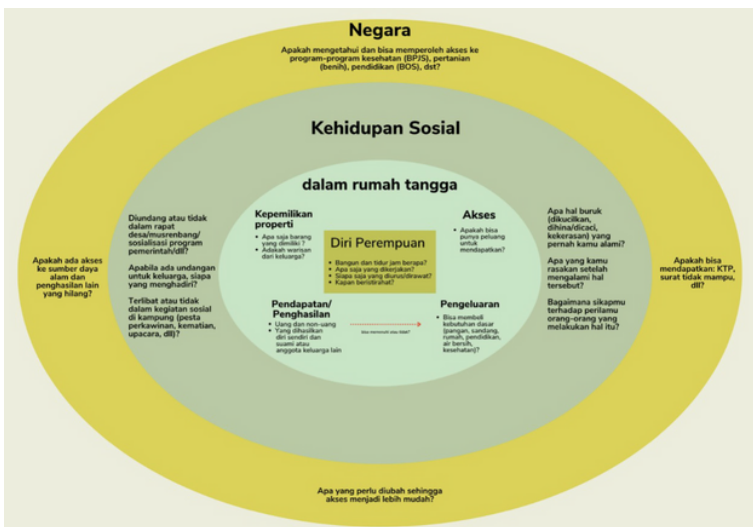 Negara
Apakah mengetahui dan bisa memperoleh akses ke
program-program kesehatan (BPJS), pertanian
(benih), pendidikan (BOS), dst?
Kehidupan Sosial
dalam rumah tangga
Kepemilikan
properti
Apa saja barang
yang dimiliki ?
Adakah warisan
dari keluarga?
Akses
Apakah bisa
punya peluang
untuk
mendapatkan?
Diri Perempuan
Bangun dan tidur jam berapa?
Apa saja yang dikerjakan?
Siapa saja yang diurus/dirawat?
Kapan beristirahat?
Pendapatan/
Penghasilan
Uang dan non-uang
Yang dihasilkan
diri sendiri dan
suami atau
anggota keluarga lain
Bisa memenuhi atau tidak?
Pengeluaran
Bisa membeli
kebutuhan dasar
(pangan, sandang,
rumah, pendidikan,
air bersih,
kesehatan)?
Diundang atau tidak
dalam rapat
desa/musrenbang/
sosialisasi program
pemerintah/dll?
Apabila ada undangan
untuk keluarga, siapa
yang menghadiri?
Terlibat atau tidak
dalam kegiatan sosial
di kampung (pesta
perkawinan, kematian,
upacara, dll)?
Apa hal buruk
(dikucilkan,
dihina/dicaci,
kekerasan) yang
pernah kamu alami?
Apa yang kamu
rasakan setelah
mengalami hal
tersebut?
Bagaimana sikapmu
terhadap perilamu
orang-orang yang
melakukan hal itu?
Apakah ada akses
ke sumber daya
alam dan
penghasilan lain
yang hilang?
Apakah bisa
mendapatkan: KTP,
surat tidak mampu,
dll?
Apa yang perlu diubah sehingga
akses menjadi lebih mudah?